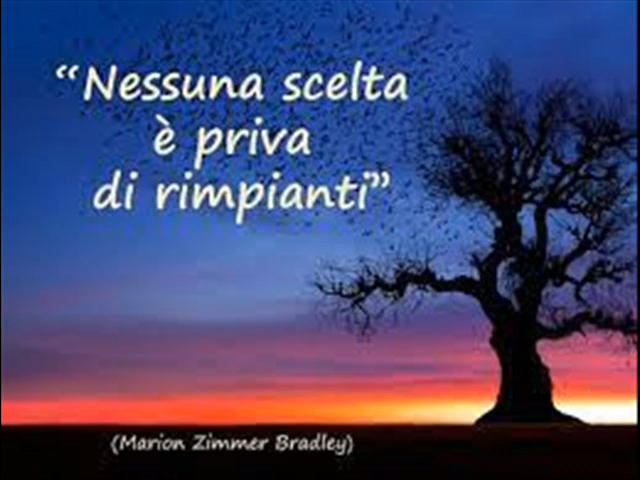 “Nessuna scelta
è priva
di rimpianti”
(Marion Zimmer Bradley)